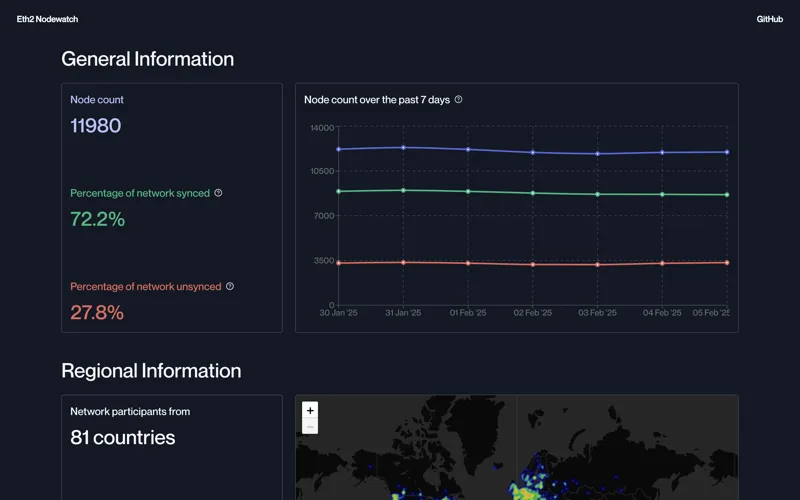 Eth2 Nodewatch
GitHub
General Information
Node count
11980
Percentage of network synced
72.2%
Percentage of network unsynced
27.8%
Node count over the past 7 days
14000
10500
7000
3500
0
30 Jan '25
31 Jan '25
01 Feb '25
02 Feb '25
03 Feb '25
04 Feb '25
05 Feb '25
Regional Information
Network participants from
81 countries
+
−